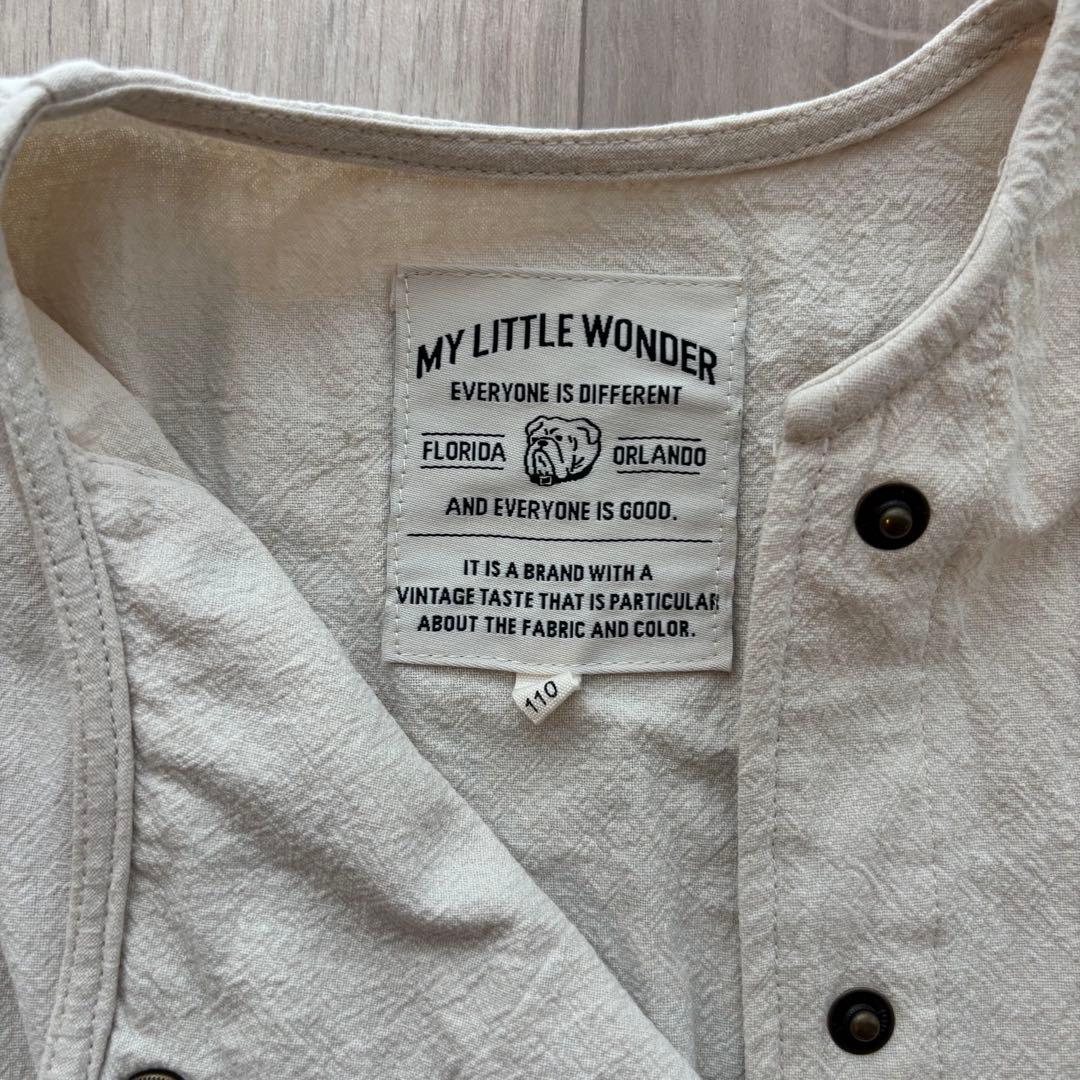 MY LITTLE WONDER
EVERYONE IS DIFFERENT
FLORIDA ORLANDO
AND EVERYONE IS GOOD.
IT IS A BRAND WITH A
VINTAGE TASTE THAT IS PARTICULAR
ABOUT THE FABRIC AND COLOR.
110